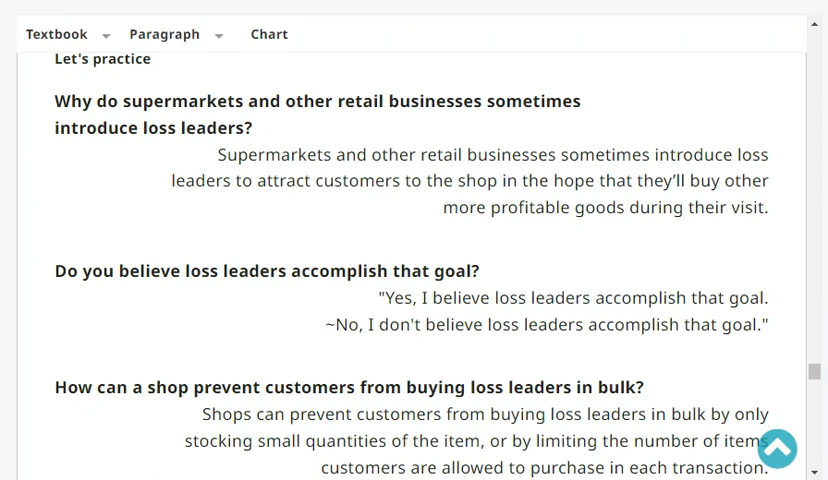 Textbook Paragraph Chart
Let's practice
Why do supermarkets and other retail businesses sometimes
introduce loss leaders?
Supermarkets and other retail businesses sometimes introduce loss
leaders to attract customers to the shop in the hope that they’ll buy other
more profitable goods during their visit.
Do you believe loss leaders accomplish that goal?
"Yes, I believe loss leaders accomplish that goal.
~No, I don't believe loss leaders accomplish that goal."
How can a shop prevent customers from buying loss leaders in bulk?
Shops can prevent customers from buying loss leaders in bulk by only
stocking small quantities of the item, or by limiting the number of items
customers are allowed to purchase in each transaction.